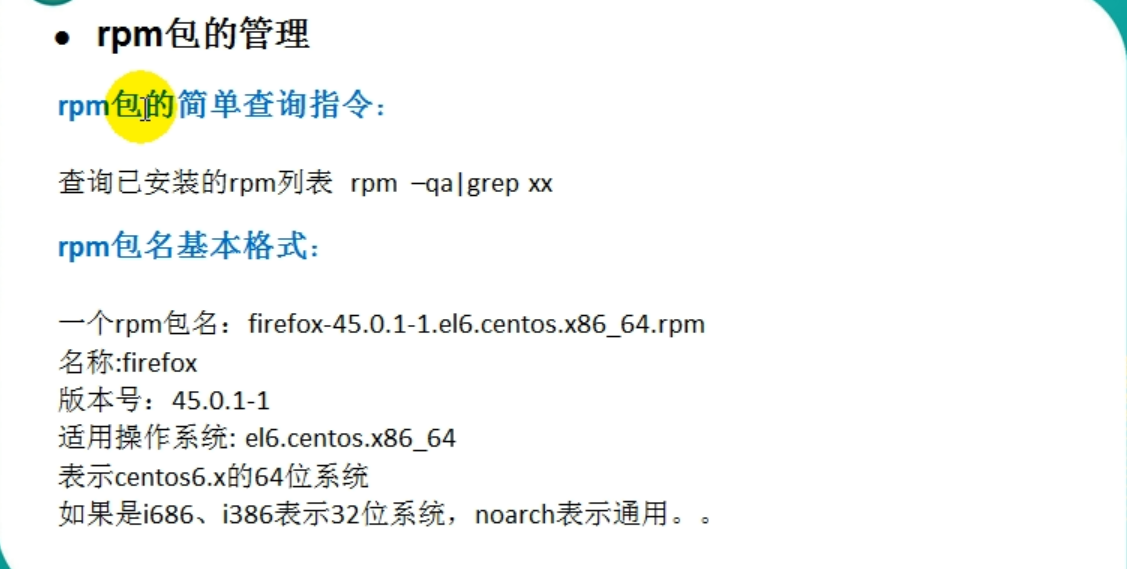 • rpm包的管理
rpm包的简单查询指令：
查询已安装的rpm列表 rpm –qa|grep xx
rpm包名基本格式：
一个rpm包名：firefox-45.0.1-1.el6.centos.x86_64.rpm
名称:firefox
版本号：45.0.1-1
适用操作系统: el6.centos.x86_64
表示centos6.x的64位系统
如果是i686、i386表示32位系统，noarch表示通用。。